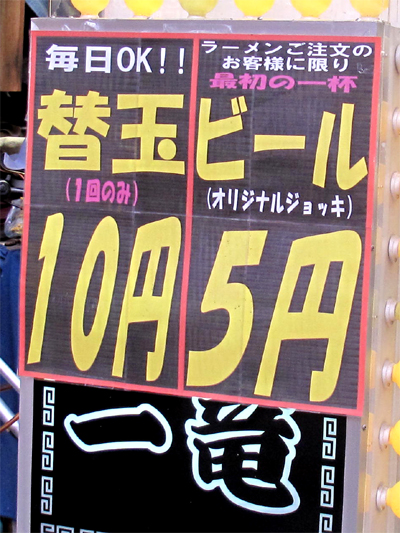 毎日OK!!
替玉
(1回のみ)
10円
ラーメンご注文の
お客様に限り
最初の一杯
ビール
(オリジナルジョッキ)
5円
一竜